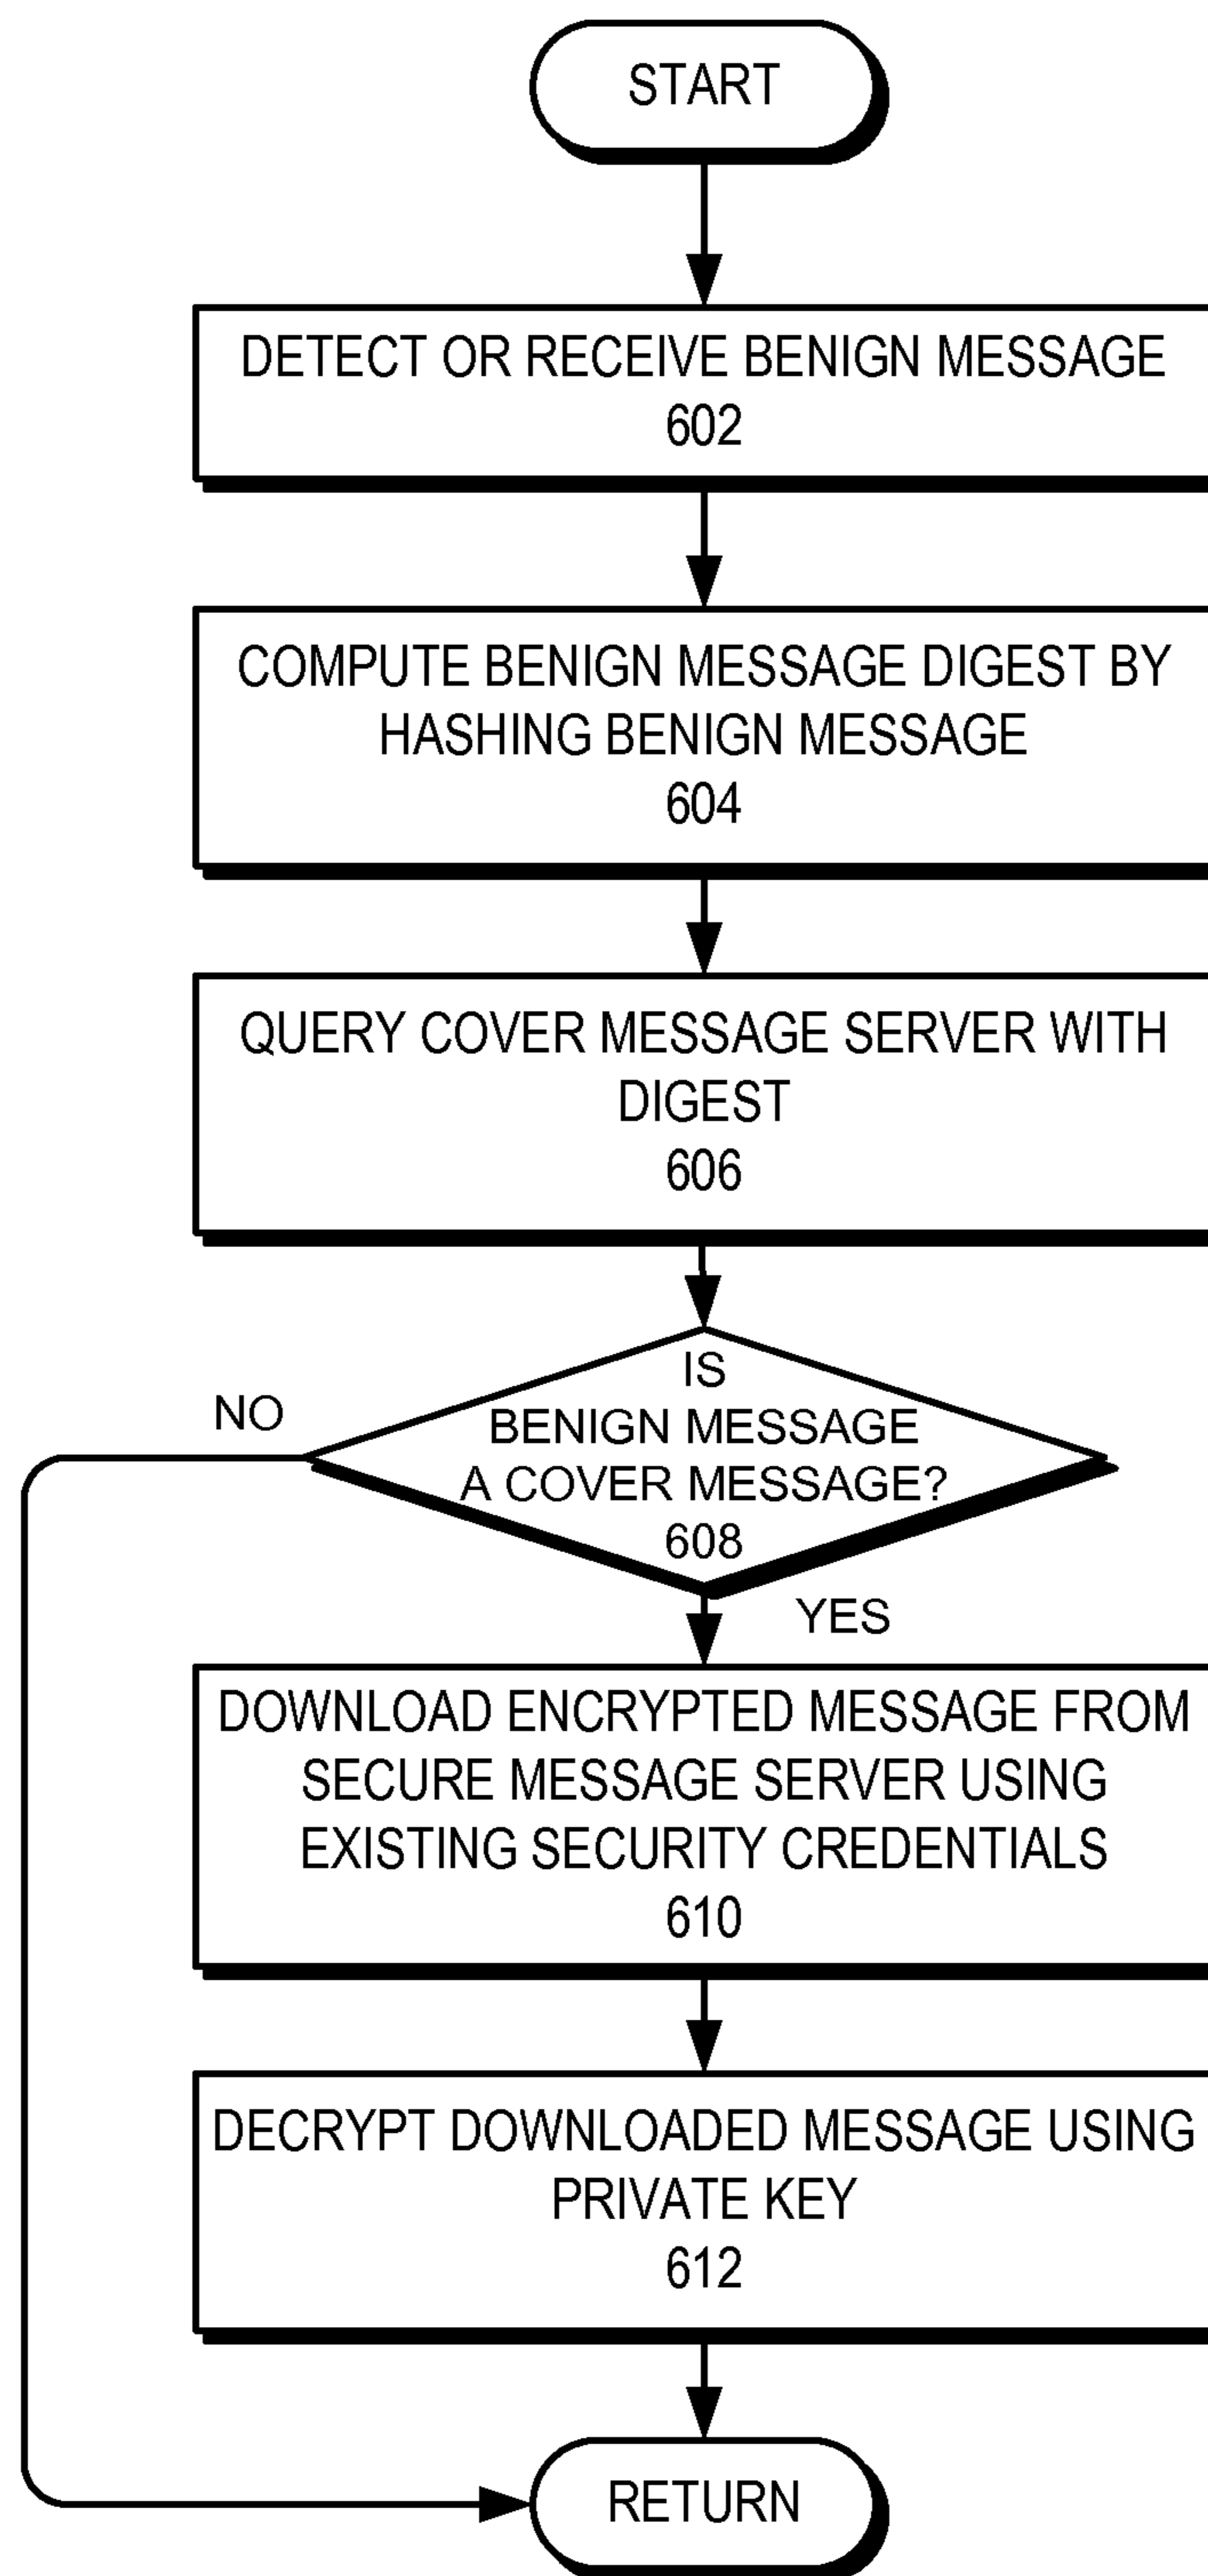 START
DETECT OR RECEIVE BENIGN MESSAGE
602
COMPUTE BENIGN MESSAGE DIGEST BY
HASHING BENIGN MESSAGE
604
QUERY COVER MESSAGE SERVER WITH
DIGEST
606
IS
BENIGN MESSAGE
A COVER MESSAGE?
608
NO
YES
DOWNLOAD ENCRYPTED MESSAGE FROM
SECURE MESSAGE SERVER USING
EXISTING SECURITY CREDENTIALS
610
DECRYPT DOWNLOADED MESSAGE USING
PRIVATE KEY
612
RETURN